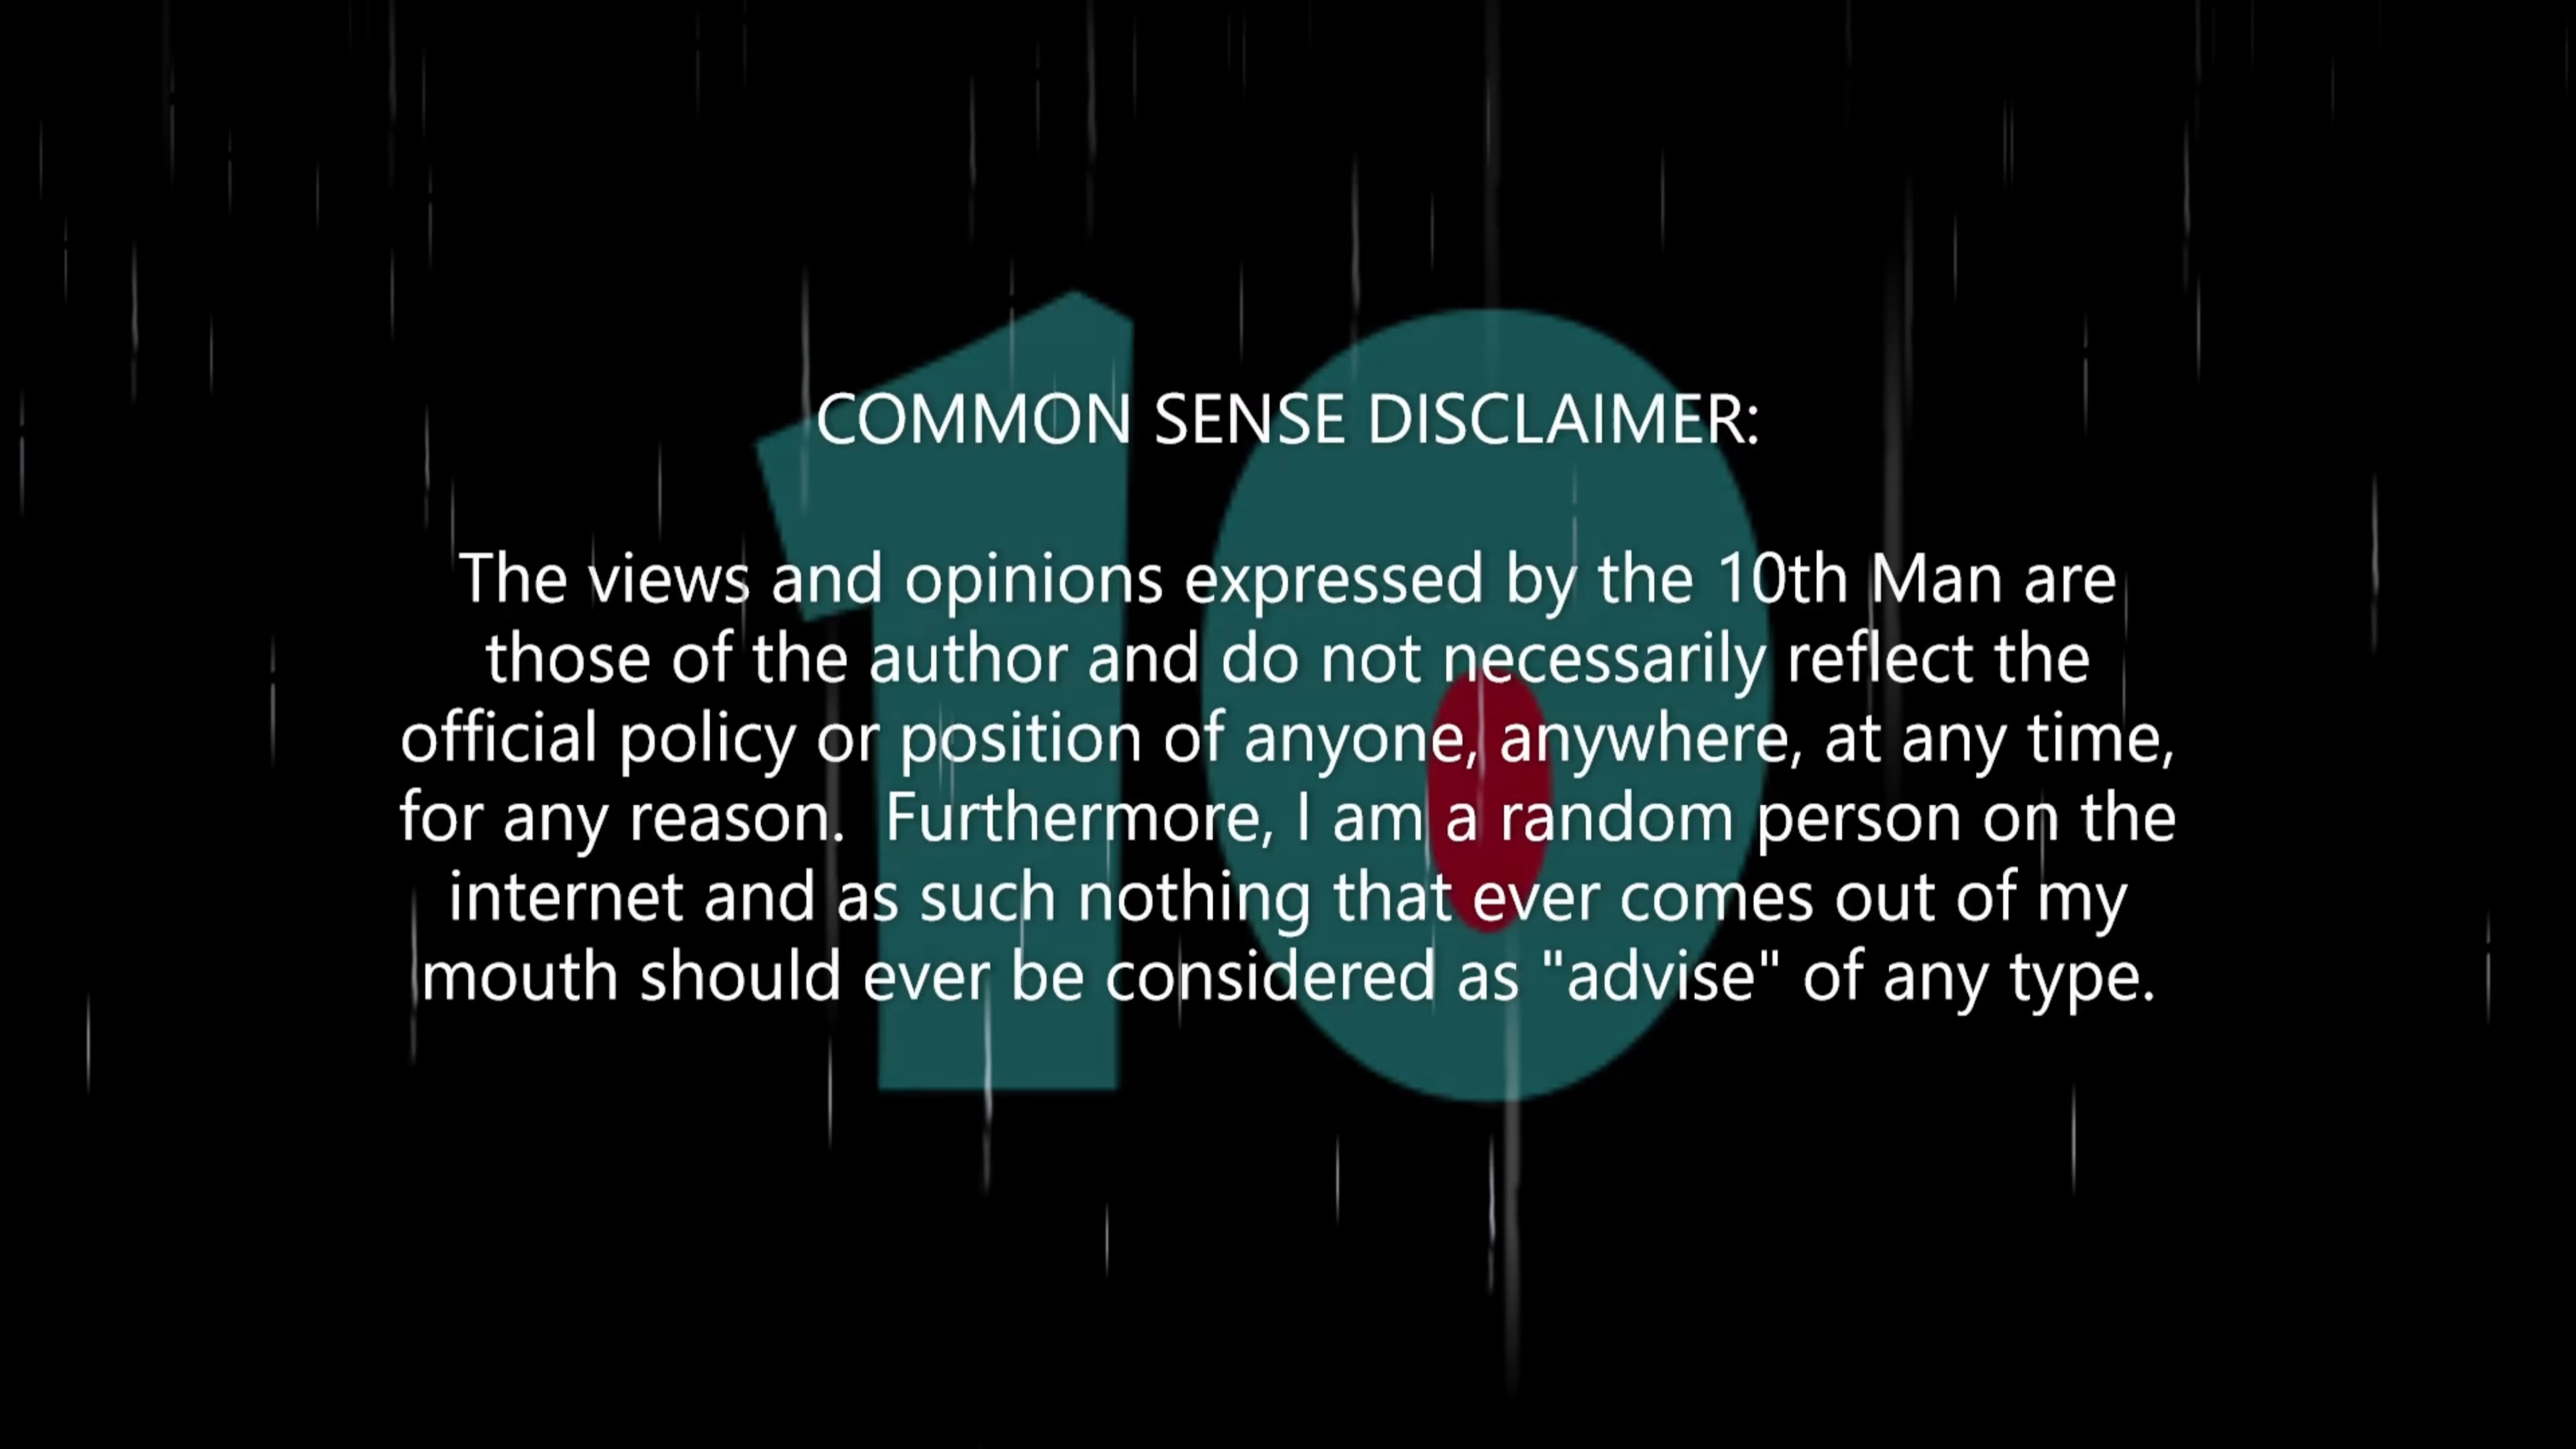 10
COMMON SENSE DISCLAIMER:
The views and opinions expressed by the 10th Man are
those of the author and do not necessarily reflect the
official policy or position of anyone, anywhere, at any time,
for any reason.  Furthermore, I am a random person on the
internet and as such nothing that ever comes out of my
mouth should ever be considered as "advise" of any type.